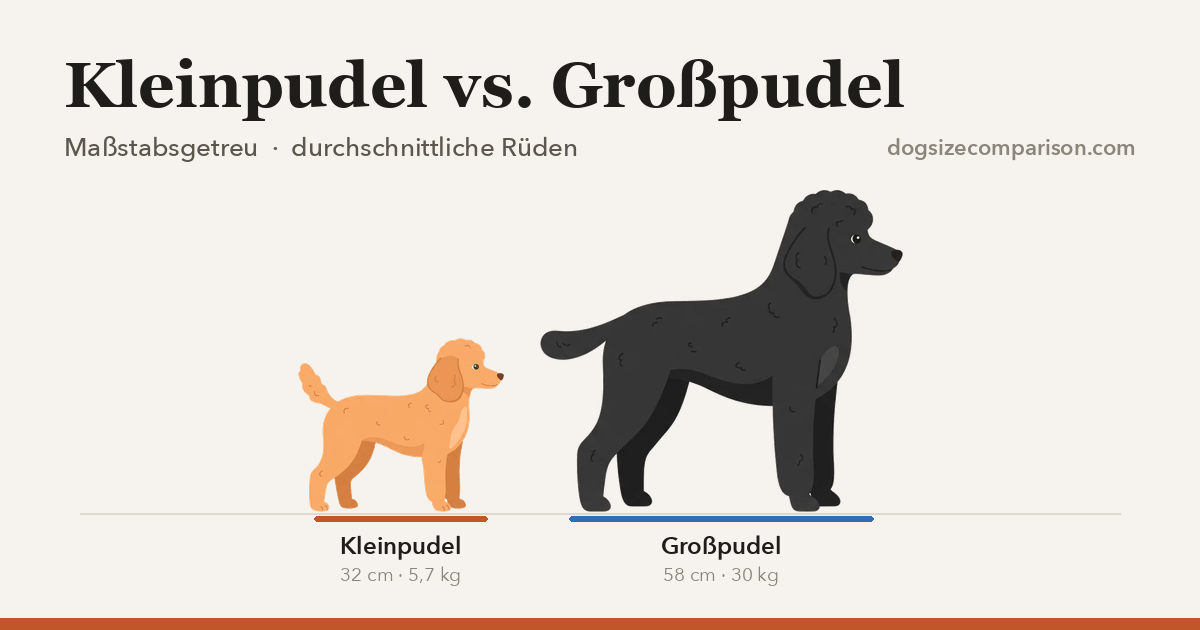 Kleinpudel vs. Großpudel
Maßstabsgetreu · durchschnittliche Rüden
dogsizecomparison.com
Kleinpudel
32 cm · 5,7 kg
Großpudel
58 cm · 30 kg